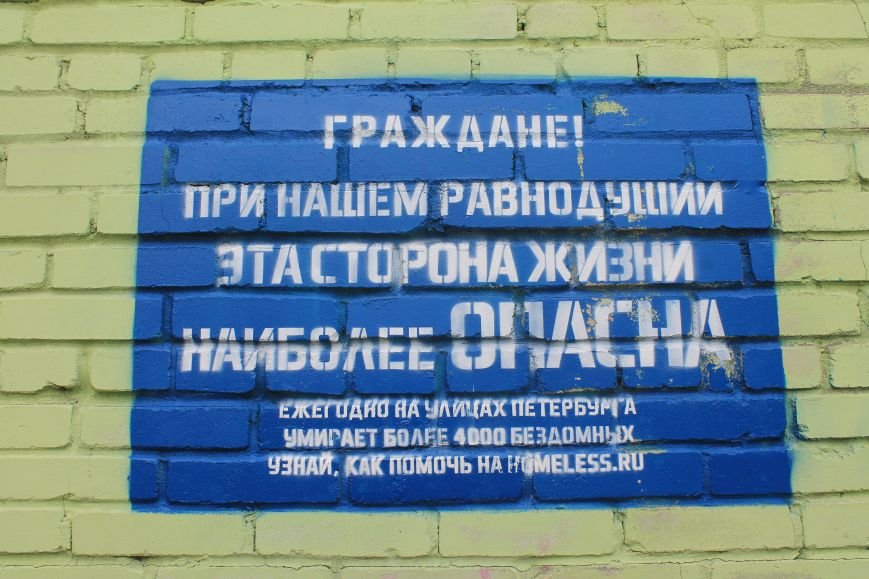 ГРАЖДАНЕ!
ПРИ НАШЕМ РАВНОДУШИИ
ЭТА СТОРОНА ЖИЗНИ
НАИБОЛЕЕ ОПАСНА
ЕЖЕГОДНО НА УЛИЦАХ ПЕТЕРБУРГА
УМИРАЕТ БОЛЕЕ 4000 БЕЗДОМНЫХ
УЗНАЙ, КАК ПОМОЧЬ НА HOMELESS.RU